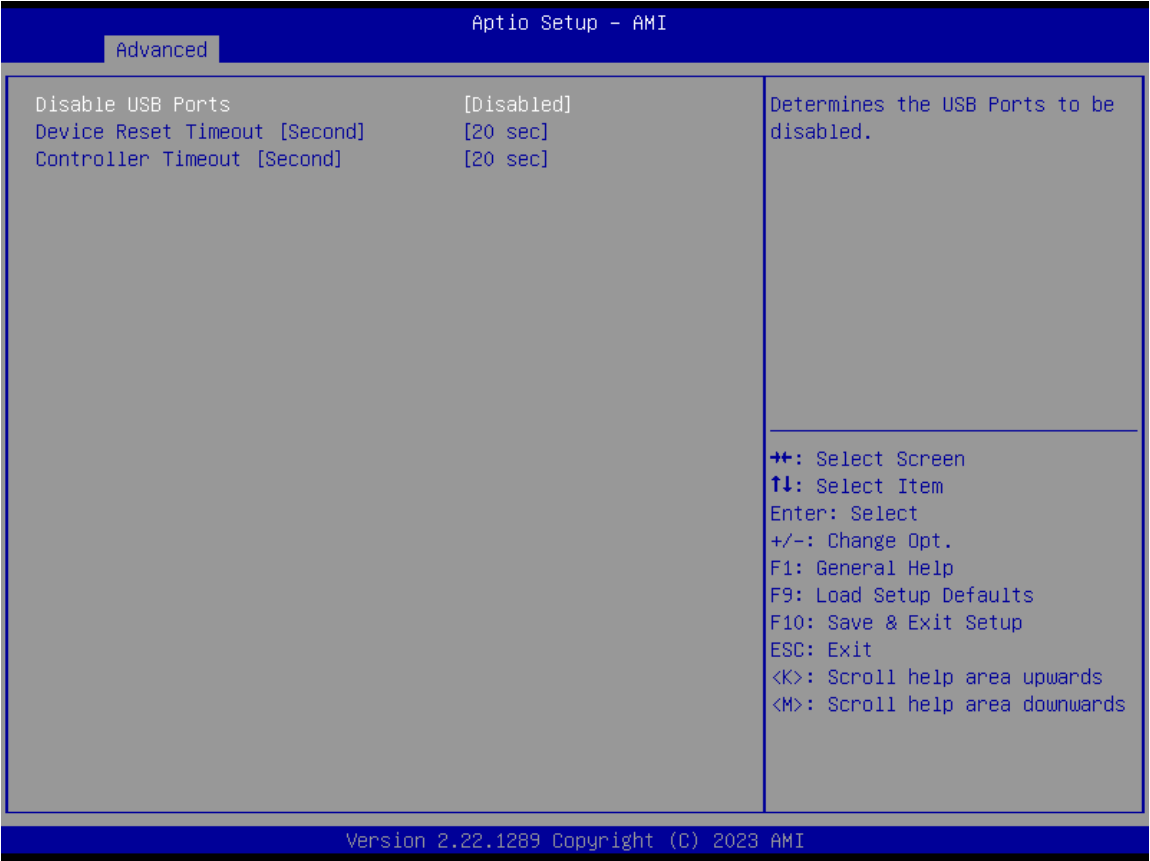 Aptio Setup – AMI
Advanced
Disable USB Ports [Disabled]
Device Reset Timeout [Second] [20 sec]
Controller Timeout [Second] [20 sec]
Determines the USB Ports to be
disabled.
→←: Select Screen
↑↓: Select Item
Enter: Select
+/-: Change Opt.
F1: General Help
F9: Load Setup Defaults
F10: Save & Exit Setup
ESC: Exit
<K>: Scroll help area upwards
<M>: Scroll help area downwards
Version 2.22.1289 Copyright (C) 2023 AMI